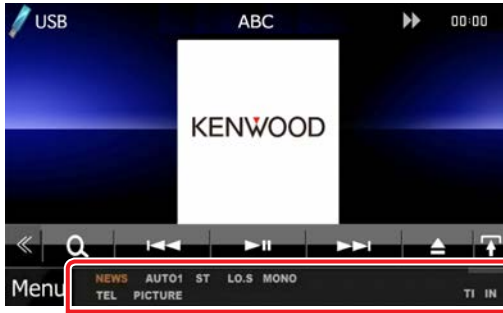 USB ABC 00:00
KENWOOD
Menu
NEWS AUTO1 ST LO.S MONO
TEL PICTURE TI IN